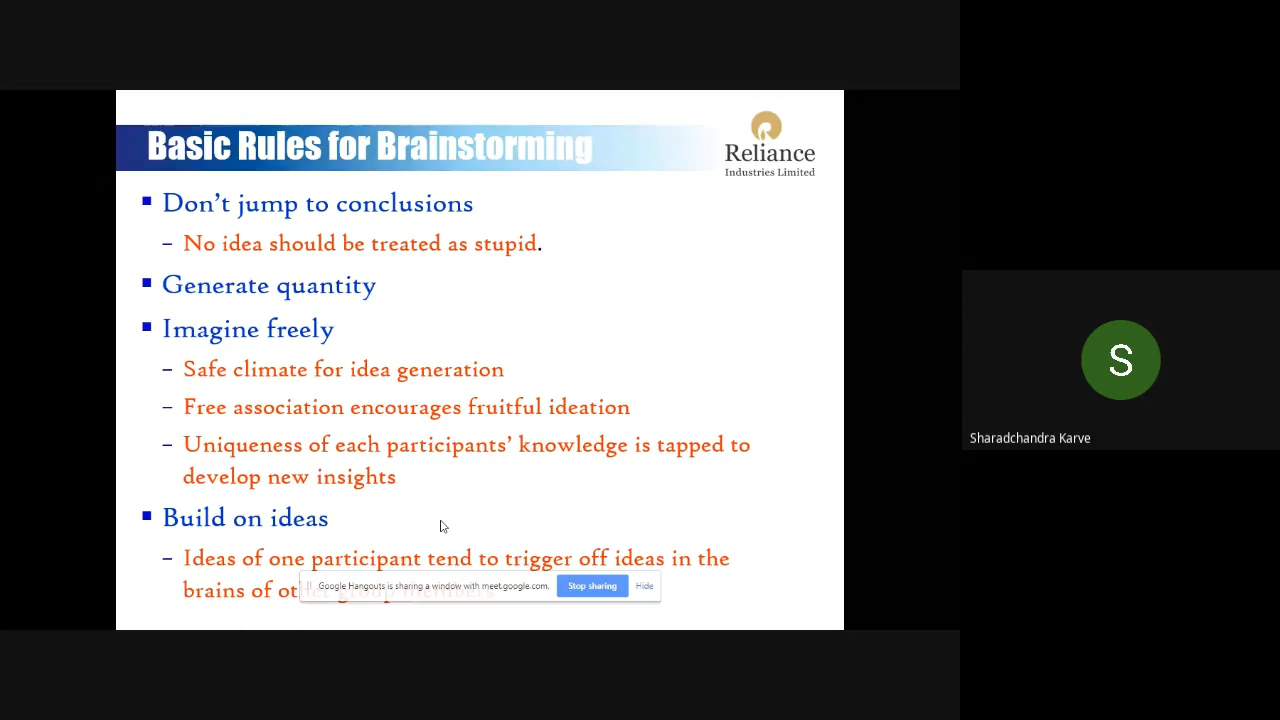 Basic Rules for Brainstorming
Reliance
Industries Limited
Don't jump to conclusions
– No idea should be treated as stupid.
Generate quantity
Imagine freely
– Safe climate for idea generation
– Free association encourages fruitful ideation
– Uniqueness of each participants' knowledge is tapped to
develop new insights
Build on ideas
– Ideas of one participant tend to trigger off ideas in the
brains of other group members
Google Hangouts is sharing a window with meet.google.com.
Stop sharing
Hide
S
Sharadchandra Karve